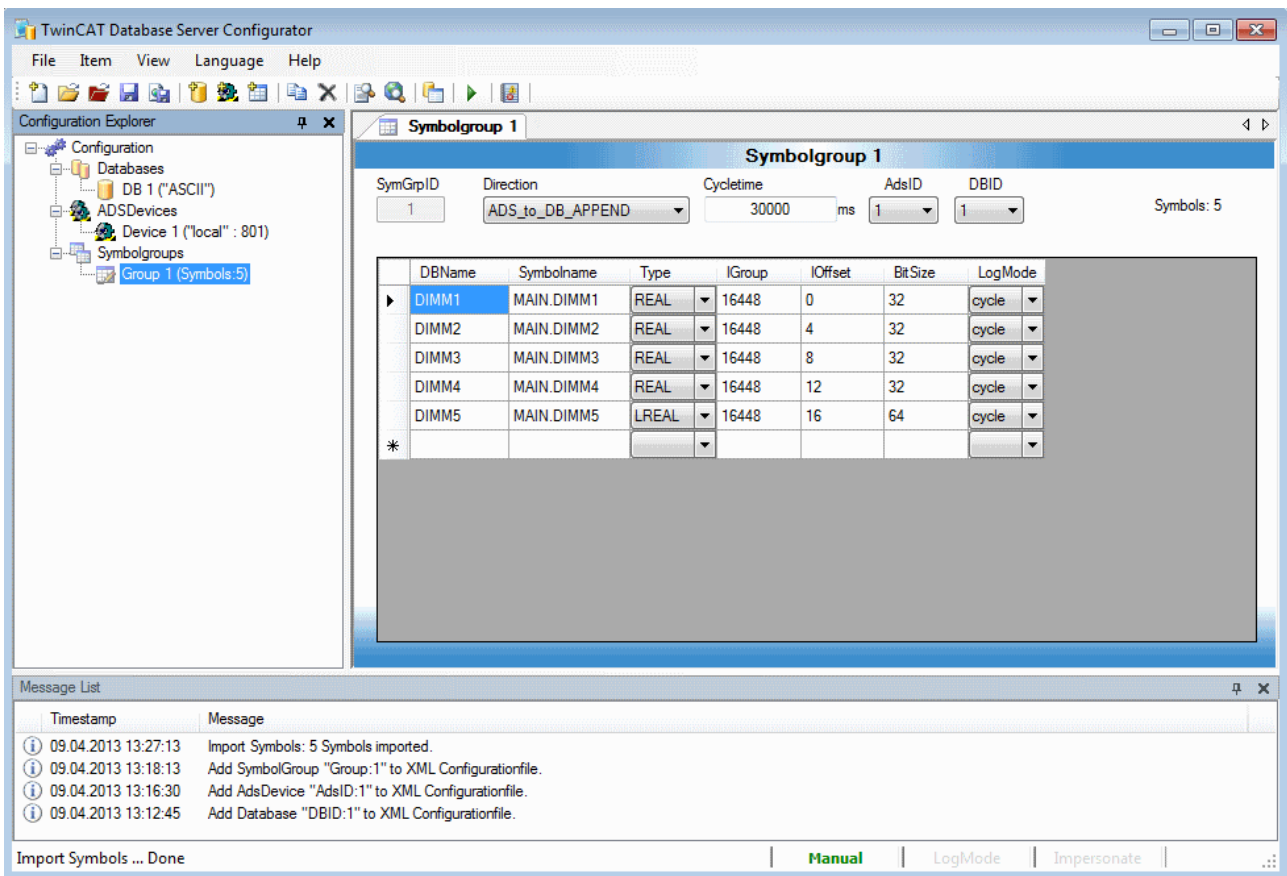 TwinCAT Database Server Configurator
File Item View Language Help
Configuration Explorer
Configuration
Databases
DB 1 ("ASCII")
ADSDevices
Device 1 ("local" : 801)
Symbolgroups
Group 1 (Symbols:5)
Symbolgroup 1
Symbolgroup 1
SymGrpID Direction Cycletime AdsID DBID
1 ADS_to_DB_APPEND 30000 ms 1 1 Symbols: 5
DBName Symbolname Type IGroup IOffset BitSize LogMode
DIMM1 MAIN.DIMM1 REAL 16448 0 32 cycle
DIMM2 MAIN.DIMM2 REAL 16448 4 32 cycle
DIMM3 MAIN.DIMM3 REAL 16448 8 32 cycle
DIMM4 MAIN.DIMM4 REAL 16448 12 32 cycle
DIMM5 MAIN.DIMM5 LREAL 16448 16 64 cycle
Message List
Timestamp Message
09.04.2013 13:27:13 Import Symbols: 5 Symbols imported.
09.04.2013 13:18:13 Add SymbolGroup "Group:1" to XML Configurationfile.
09.04.2013 13:16:30 Add AdsDevice "AdsID:1" to XML Configurationfile.
09.04.2013 13:12:45 Add Database "DBID:1" to XML Configurationfile.
Import Symbols ... Done Manual LogMode Impersonate